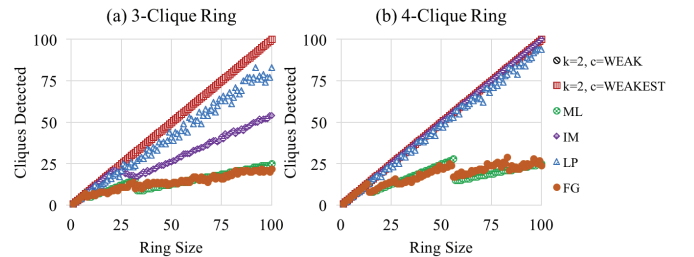 (a) 3-Clique Ring
(b) 4-Clique Ring
Cliques Detected
100
75
50
25
0
0 25 50 75 100
Ring Size
Cliques Detected
100
75
50
25
0
0 25 50 75 100
Ring Size
k=2, c=WEAK
k=2, c=WEAKEST
ML
IM
LP
FG